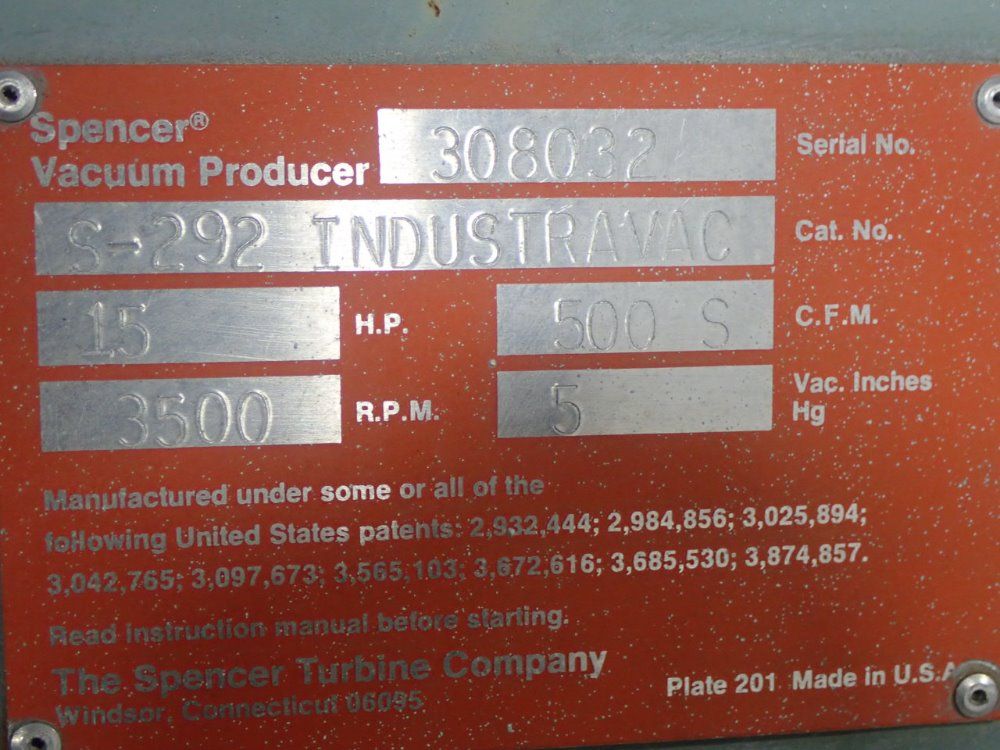 Spencer®
Vacuum Producer 308032 Serial No.
S-292 INDUSTRAVAC Cat. No.
15 H.P. 500 S C.F.M.
3500 R.P.M. 5 Vac. Inches Hg
Manufactured under some or all of the
following United States patents: 2,932,444; 2,984,856; 3,025,894;
3,042,765; 3,097,673; 3,565,103; 3,672,616; 3,685,530; 3,874,857.
Read instruction manual before starting.
The Spencer Turbine Company
Windsor, Connecticut 06095
Plate 201 Made in U.S.A